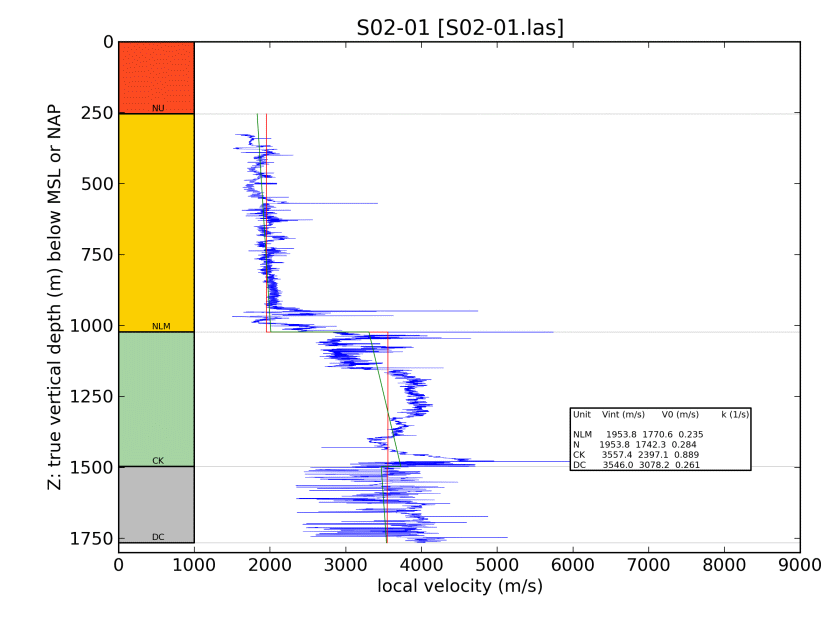 S02-01 [S02-01.las]
0
250
500
750
1000
1250
1500
1750
Z: true vertical depth (m) below MSL or NAP
NU
NLM
CK
DC
Unit Vint (m/s) V0 (m/s) k (1/s)
NLM 1953.8 1770.6 0.235
N 1953.8 1742.3 0.284
CK 3557.4 2397.1 0.889
DC 3546.0 3078.2 0.261
0 1000 2000 3000 4000 5000 6000 7000 8000 9000
local velocity (m/s)